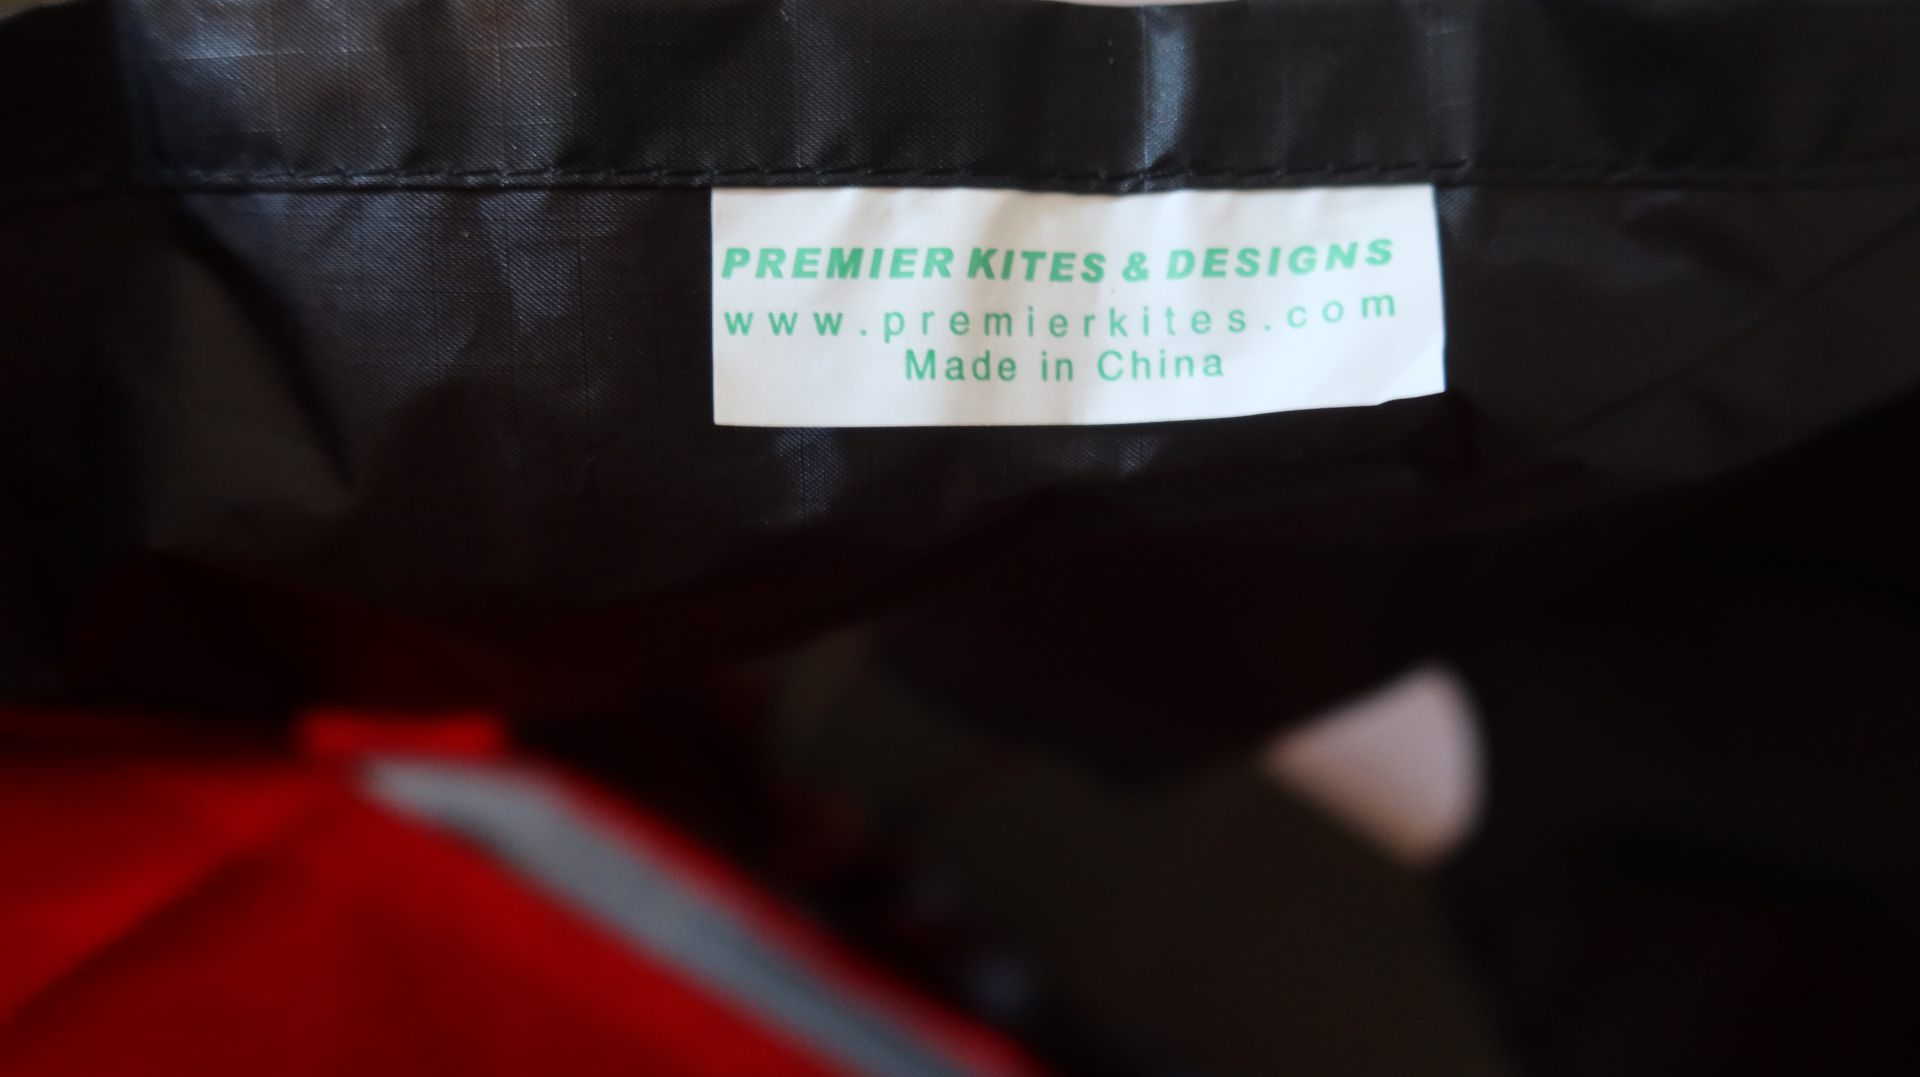 PREMIER KITES & DESIGNS
www.premierkites.com
Made in China